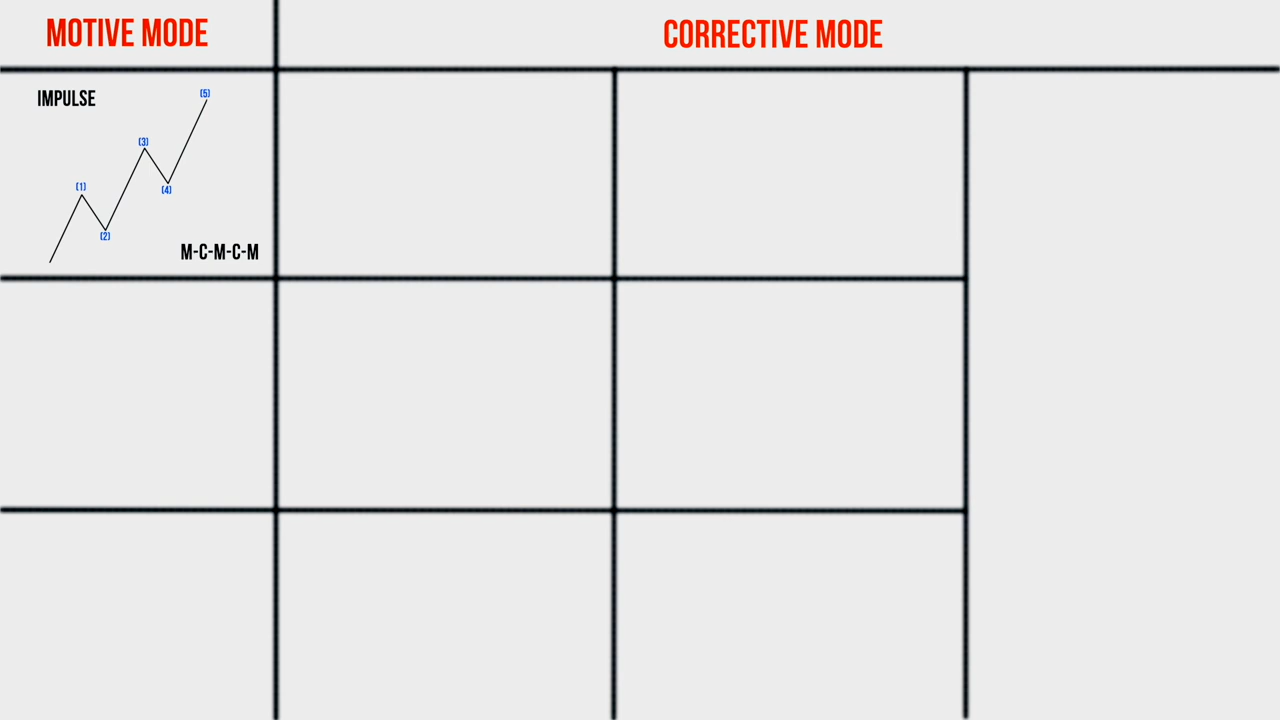 MOTIVE MODE
CORRECTIVE MODE
IMPULSE
(5)
(3)
(1)
(4)
(2)
M-C-M-C-M